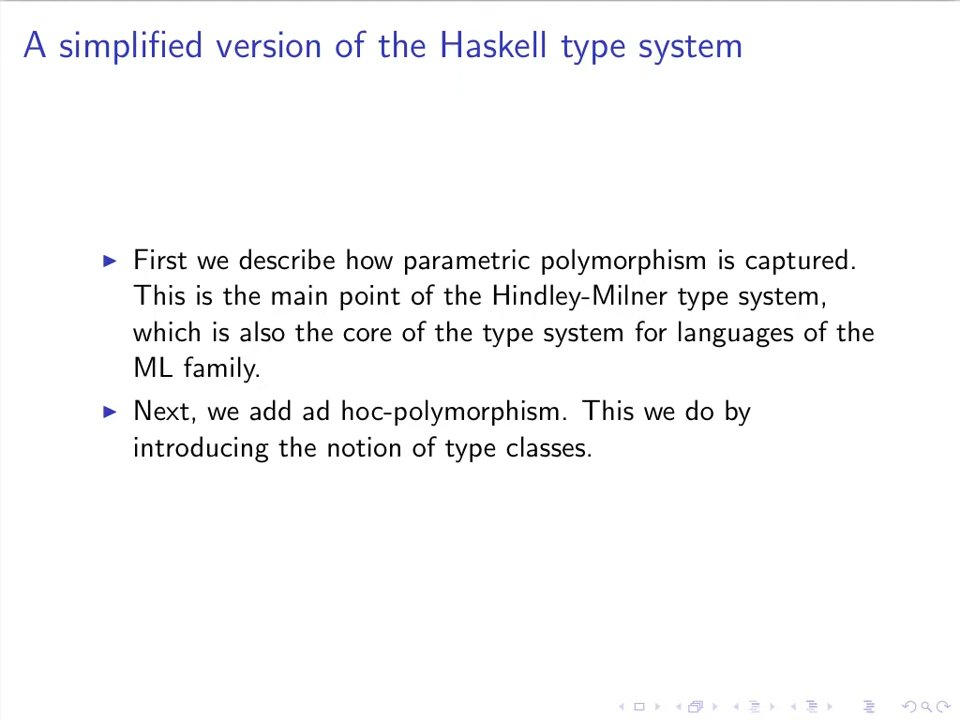 A simplified version of the Haskell type system
First we describe how parametric polymorphism is captured.
This is the main point of the Hindley-Milner type system,
which is also the core of the type system for languages of the
ML family.
Next, we add ad hoc-polymorphism. This we do by
introducing the notion of type classes.